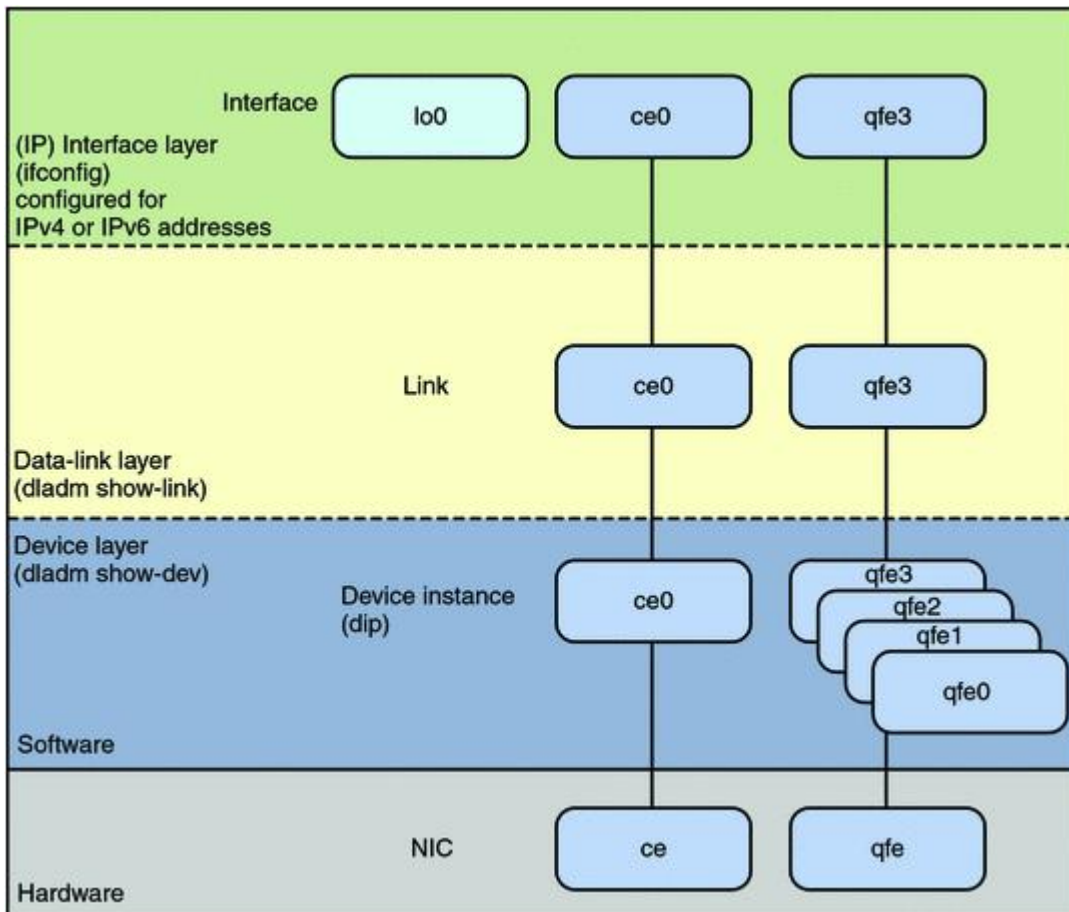 Interface
lo0
ce0
qfe3
(IP) Interface layer
(ifconfig)
configured for
IPv4 or IPv6 addresses
Link
ce0
qfe3
Data-link layer
(dladm show-link)
Device layer
(dladm show-dev)
Device instance
(dip)
ce0
qfe3
qfe2
qfe1
qfe0
Software
NIC
ce
qfe
Hardware